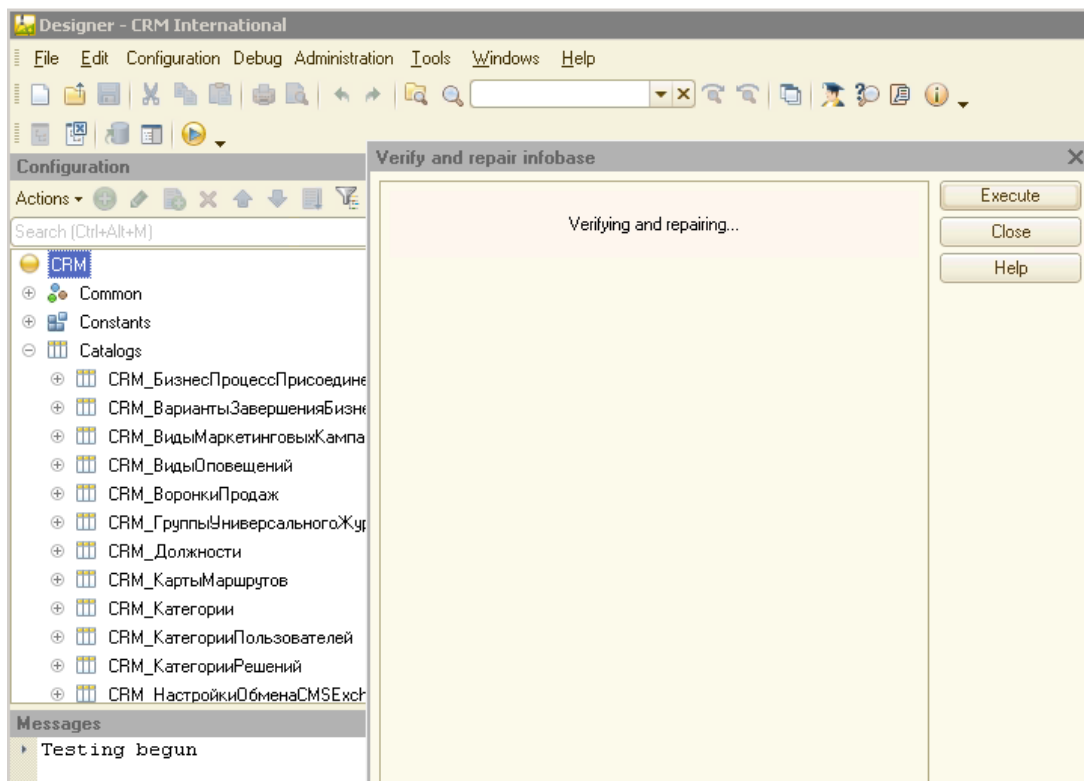 Designer - CRM International
File Edit Configuration Debug Administration Tools Windows Help
Configuration
Actions
Search (Ctrl+Alt+M)
CRM
Common
Constants
Catalogs
CRM_БизнесПроцессПрисоедине
CRM_ВариантыЗавершенияБизне
CRM_ВидыМаркетинговыхКампа
CRM_ВидыОповещений
CRM_ВоронкиПродаж
CRM_ГруппыУниверсальногоЖур
CRM_Должности
CRM_КартыМаршрутов
CRM_Категории
CRM_КатегорииПользователей
CRM_КатегорииРешений
CRM_НастройкиОбменаCMSExch
Messages
Testing begun
Verify and repair infobase
Verifying and repairing...
Execute
Close
Help